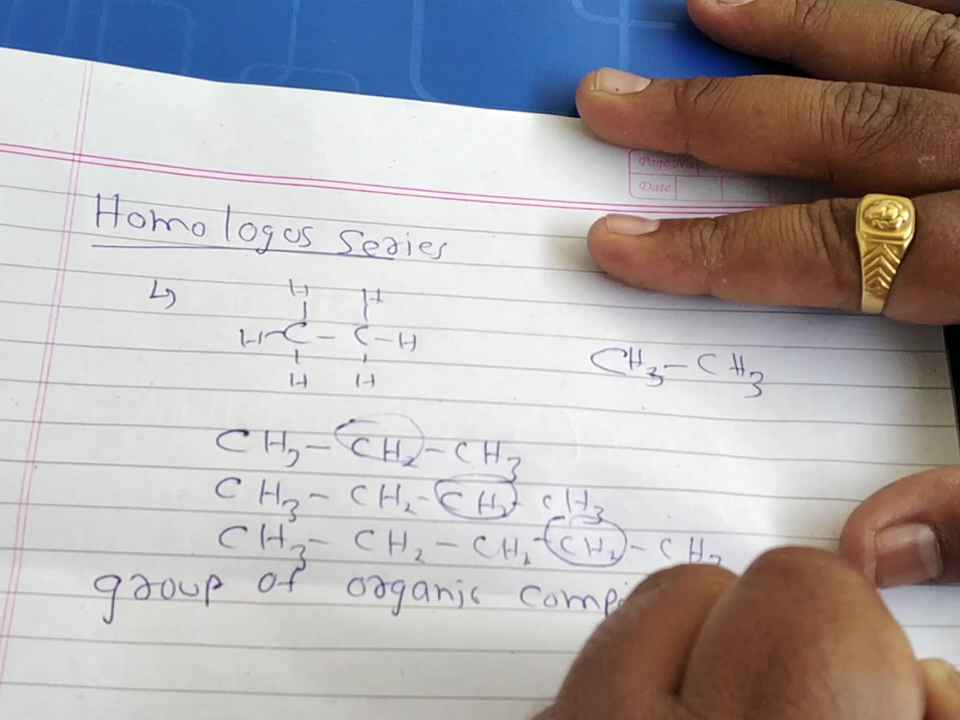 Homologus Series
Page No.
Date
↳
H H
H-C-C-H
H H
CH3-CH3
CH3-CH2-CH3
CH3-CH2-CH2-CH3
CH3-CH2-CH2-CH2-CH3
group of organic